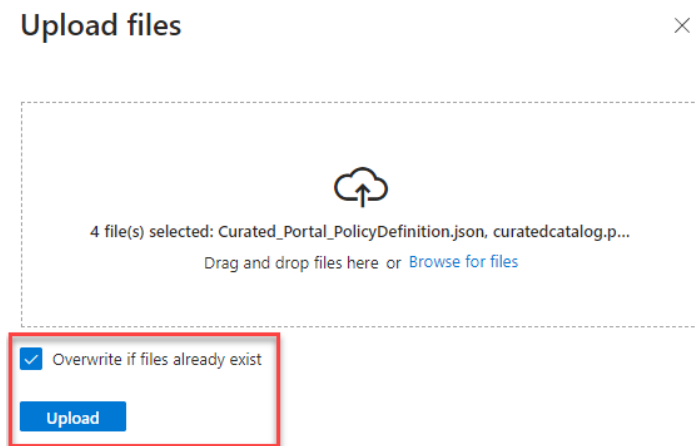 Upload files
4 file(s) selected: Curated_Portal_PolicyDefinition.json, curatedcatalog.p...
Drag and drop files here or Browse for files
Overwrite if files already exist
Upload